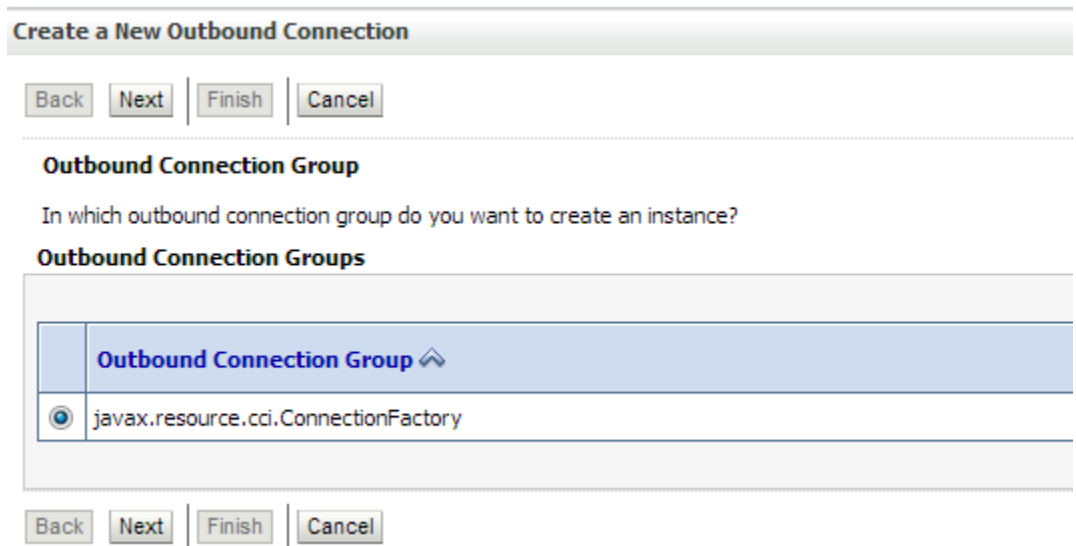 Create a New Outbound Connection
Back Next Finish Cancel
Outbound Connection Group
In which outbound connection group do you want to create an instance?
Outbound Connection Groups
Outbound Connection Group
javax.resource.cci.ConnectionFactory
Back Next Finish Cancel